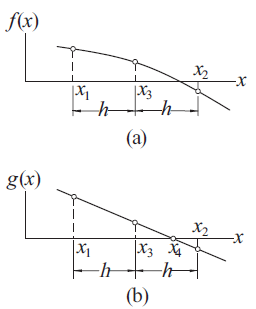 f(x)
x₂
x
x₁ x₃
h h
(a)
g(x)
x₂
x
x₁ x₃ x₄
h h
(b)